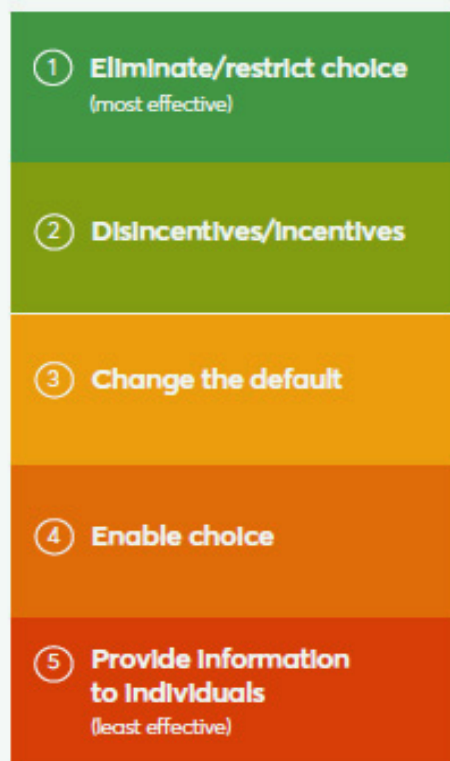 1 Eliminate/restrict choice
(most effective)
2 Disincentives/incentives
3 Change the default
4 Enable choice
5 Provide information
to individuals
(least effective)